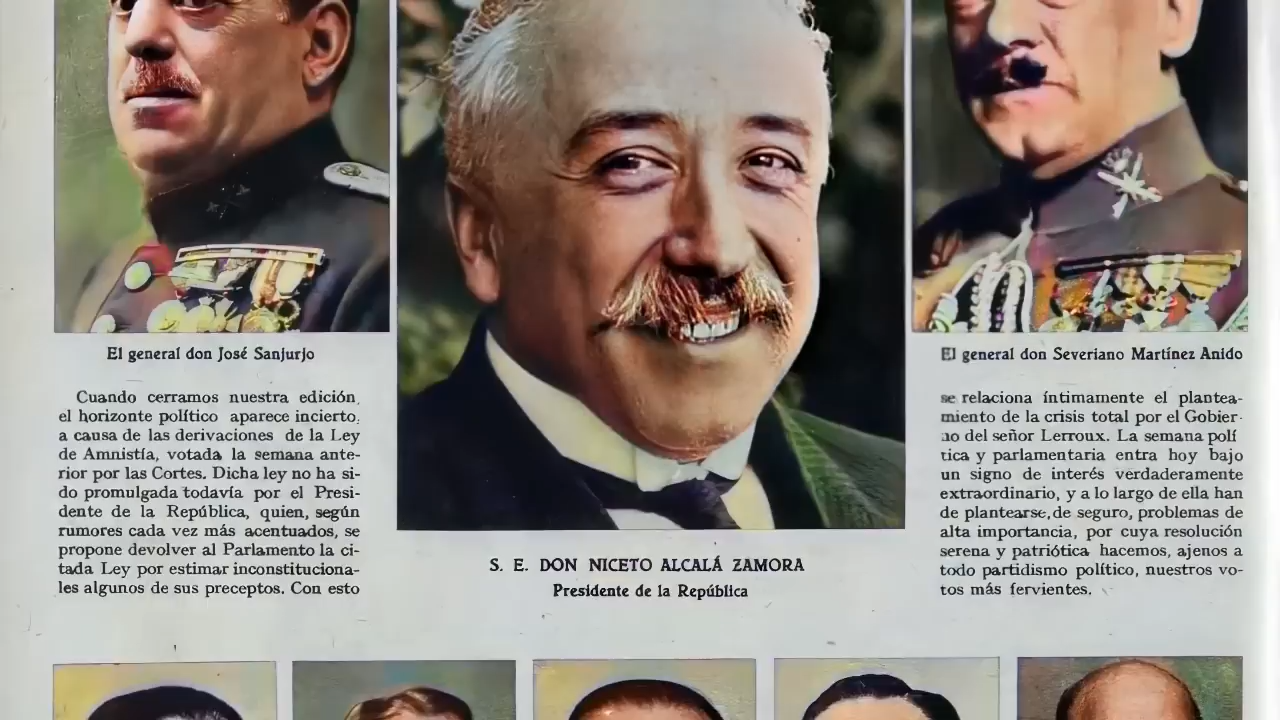 El general don José Sanjurjo
Cuando cerramos nuestra edición,
el horizonte político aparece incierto,
a causa de las derivaciones de la Ley
de Amnistía, votada la semana ante-
rior por las Cortes. Dicha ley no ha si-
do promulgada todavía por el Presi-
dente de la República, quien, según
rumores cada vez más acentuados, se
propone devolver al Parlamento la ci-
tada Ley por estimar inconstituciona-
les algunos de sus preceptos. Con esto
S. E. DON NICETO ALCALÁ ZAMORA
Presidente de la República
El general don Severiano Martínez Anido
se relaciona íntimamente el plantea-
miento de la crisis total por el Gobier-
no del señor Lerroux. La semana polí
tica y parlamentaria entra hoy bajo
un signo de interés verdaderamente
extraordinario, y a lo largo de ella han
de plantearse, de seguro, problemas de
alta importancia, por cuya resolución
serena y patriótica hacemos, ajenos a
todo partidismo político, nuestros vo-
tos más fervientes.